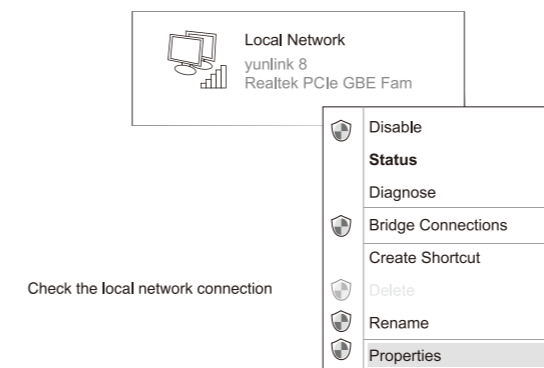 Local Network
yunlink 8
Realtek PCIe GBE Fam
Disable
Status
Diagnose
Bridge Connections
Create Shortcut
Delete
Rename
Properties
Check the local network connection